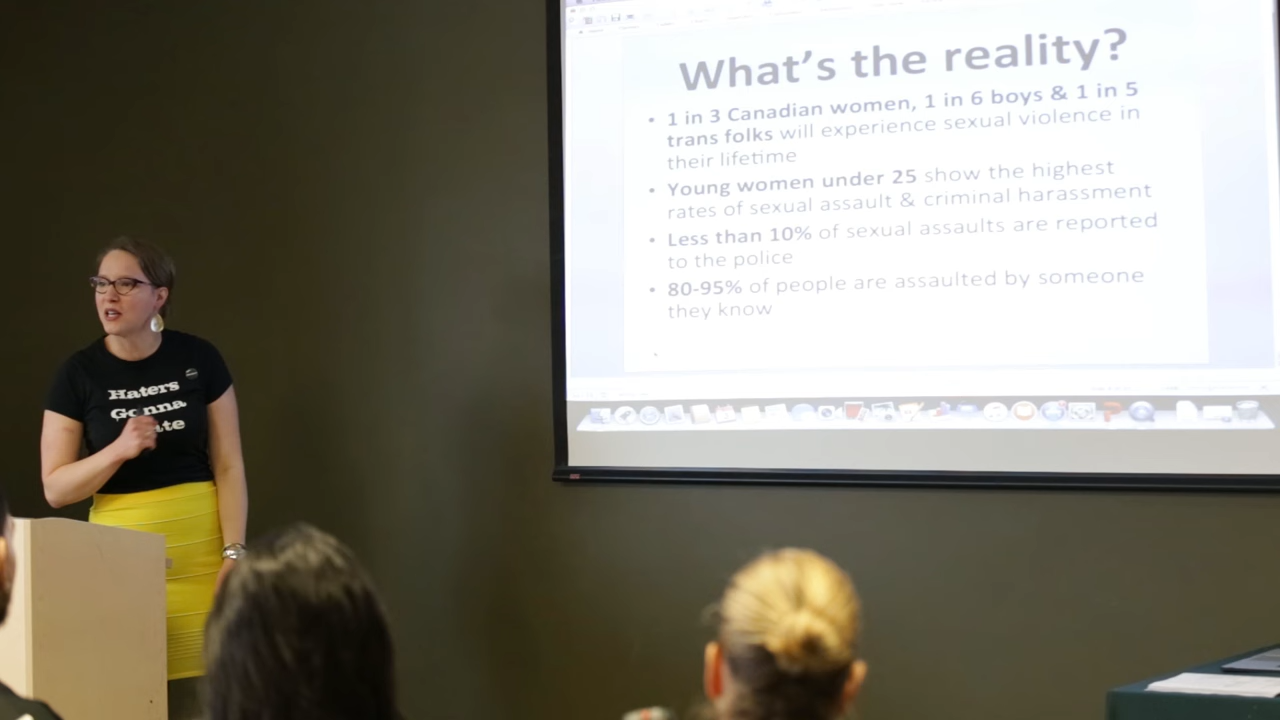 What's the reality?
• 1 in 3 Canadian women, 1 in 6 boys & 1 in 5
trans folks will experience sexual violence in
their lifetime
• Young women under 25 show the highest
rates of sexual assault & criminal harassment
• Less than 10% of sexual assaults are reported
to the police
• 80-95% of people are assaulted by someone
they know
Haters
Gonna